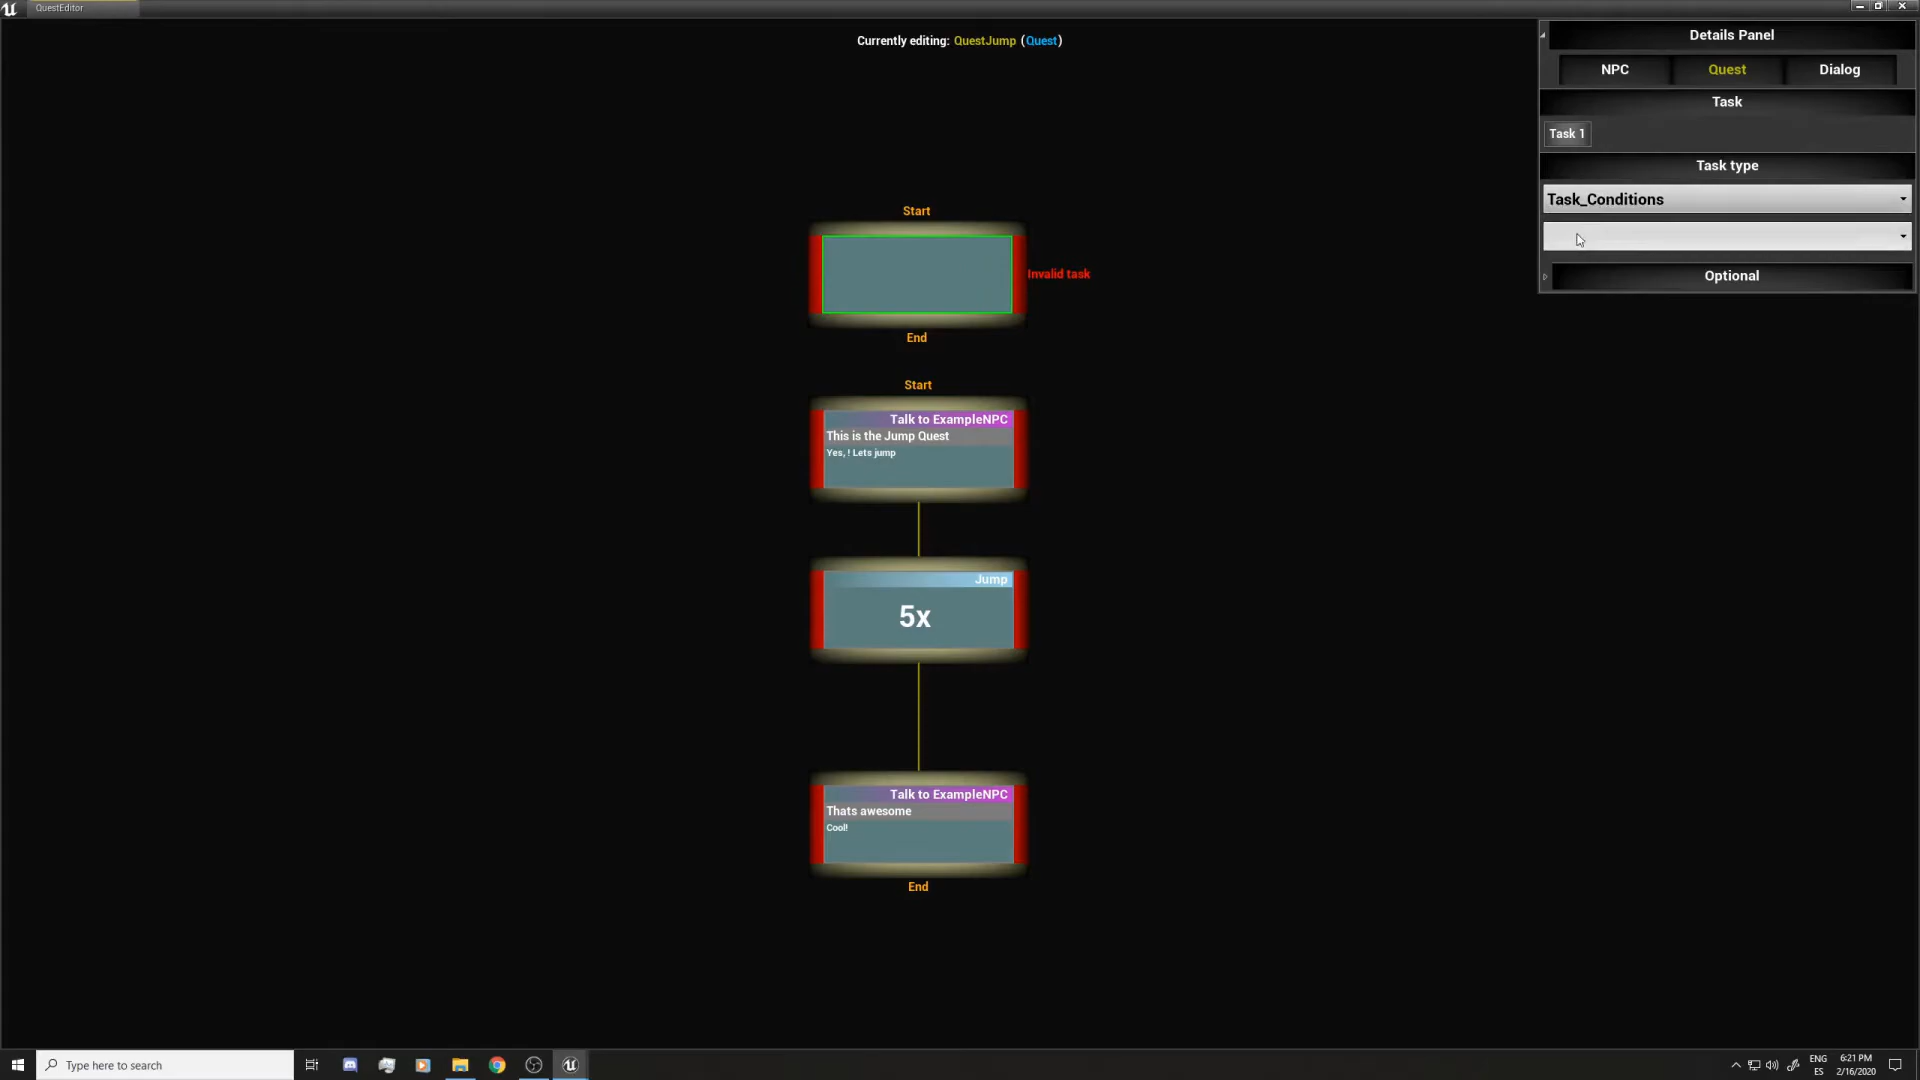 QuestEditor
Currently editing: QuestJump (Quest)
Details Panel
NPC
Quest
Dialog
Task
Task 1
Task type
Task_Conditions
Optional
Start
Invalid task
End
Start
Talk to ExampleNPC
This is the Jump Quest
Yes, ! Lets jump
Jump
5x
Talk to ExampleNPC
Thats awesome
Cool!
End
Type here to search
ENG
ES
6:21 PM
2/16/2020